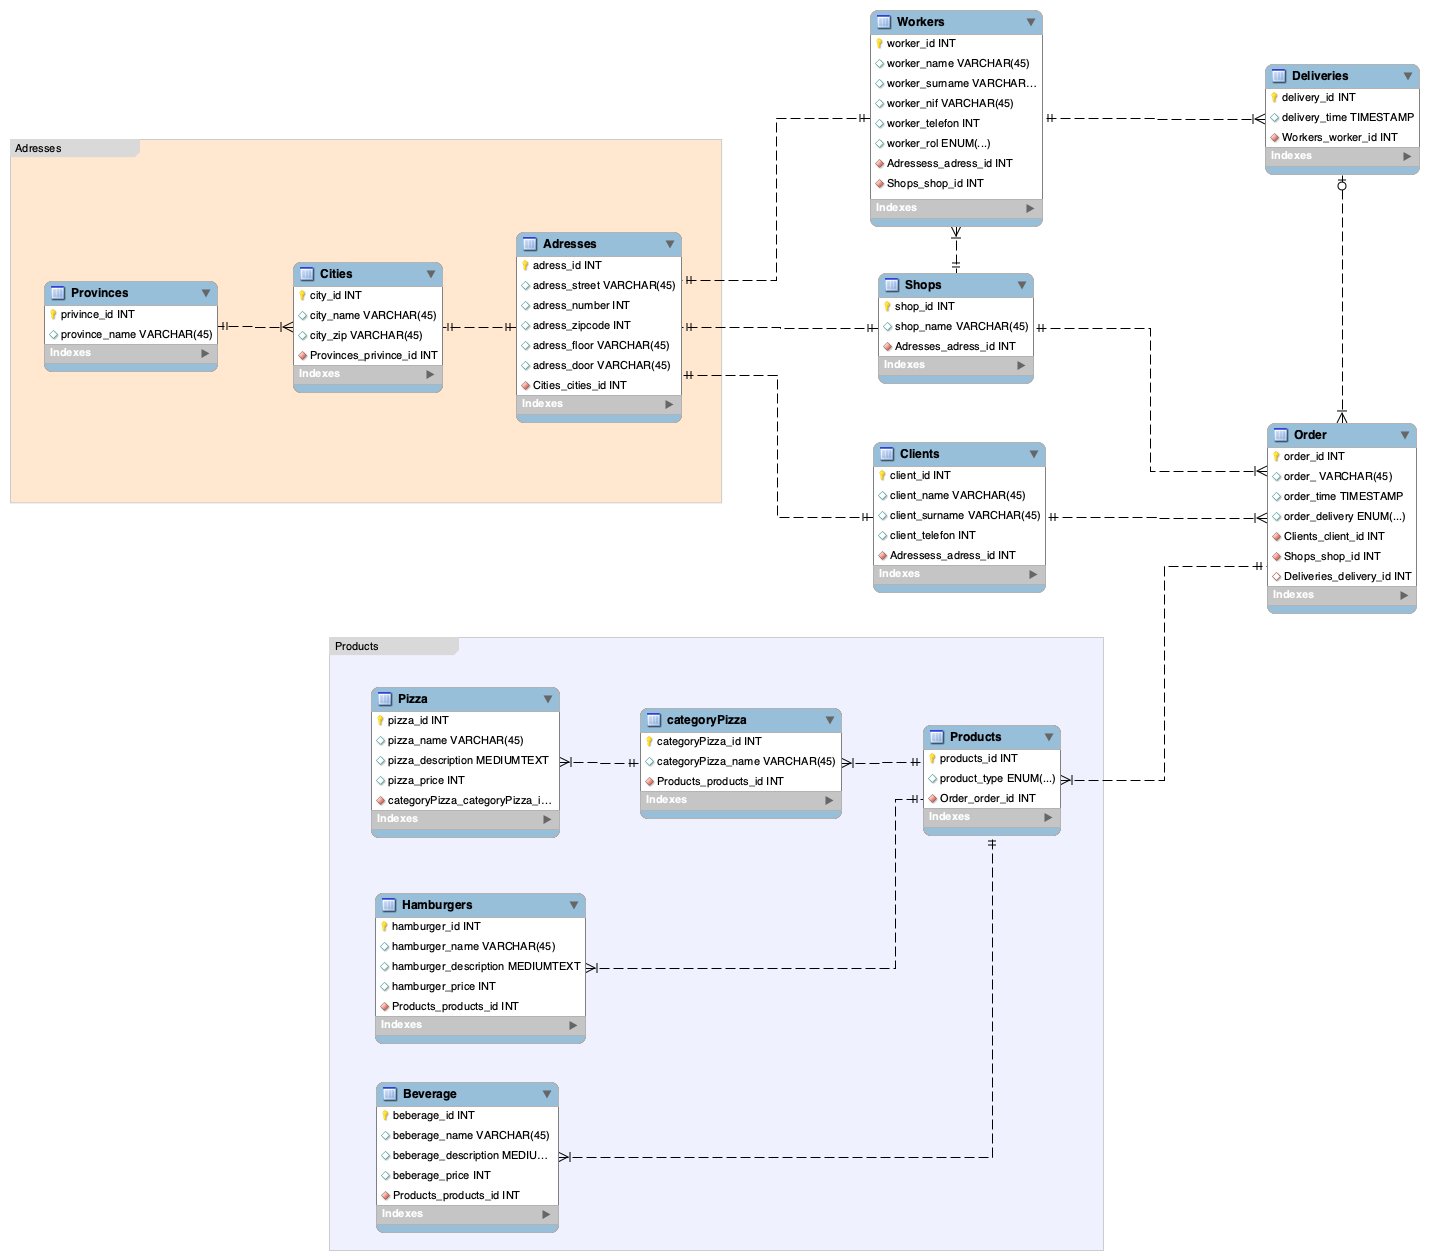 Workers
worker_id INT
worker_name VARCHAR(45)
worker_surname VARCHAR...
worker_nif VARCHAR(45)
worker_telefon INT
worker_rol ENUM(...)
Adressess_adress_id INT
Shops_shop_id INT
Indexes
Deliveries
delivery_id INT
delivery_time TIMESTAMP
Workers_worker_id INT
Indexes
Adresses
Provinces
privince_id INT
province_name VARCHAR(45)
Indexes
Cities
city_id INT
city_name VARCHAR(45)
city_zip VARCHAR(45)
Provinces_privince_id INT
Indexes
Adresses
adress_id INT
adress_street VARCHAR(45)
adress_number INT
adress_zipcode INT
adress_floor VARCHAR(45)
adress_door VARCHAR(45)
Cities_cities_id INT
Indexes
Shops
shop_id INT
shop_name VARCHAR(45)
Adresses_adress_id INT
Indexes
Clients
client_id INT
client_name VARCHAR(45)
client_surname VARCHAR(45)
client_telefon INT
Adressess_adress_id INT
Indexes
Order
order_id INT
order_ VARCHAR(45)
order_time TIMESTAMP
order_delivery ENUM(...)
Clients_client_id INT
Shops_shop_id INT
Deliveries_delivery_id INT
Indexes
Products
Pizza
pizza_id INT
pizza_name VARCHAR(45)
pizza_description MEDIUMTEXT
pizza_price INT
categoryPizza_categoryPizza_i...
Indexes
categoryPizza
categoryPizza_id INT
categoryPizza_name VARCHAR(45)
Products_products_id INT
Indexes
Products
products_id INT
product_type ENUM(...)
Order_order_id INT
Indexes
Hamburgers
hamburger_id INT
hamburger_name VARCHAR(45)
hamburger_description MEDIUMTEXT
hamburger_price INT
Products_products_id INT
Indexes
Beverage
beberage_id INT
beberage_name VARCHAR(45)
beberage_description MEDIU...
beberage_price INT
Products_products_id INT
Indexes